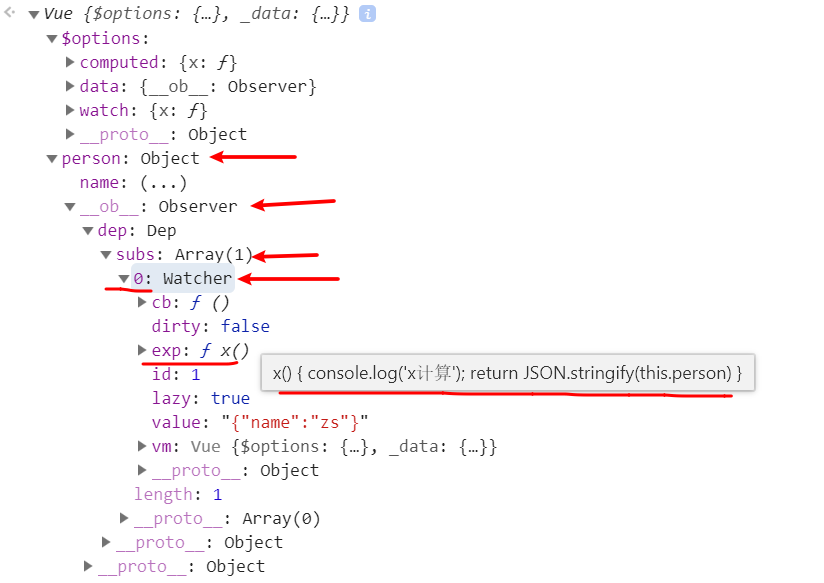 Vue {$options: {…}, _data: {…}} i
$options:
computed: {x: ƒ}
data: {__ob__: Observer}
watch: {x: ƒ}
__proto__: Object
person: Object
name: (...)
__ob__: Observer
dep: Dep
subs: Array(1)
0: Watcher
cb: ƒ ()
dirty: false
exp: ƒ x()
x() { console.log('x计算'); return JSON.stringify(this.person) }
id: 1
lazy: true
value: "{"name":"zs"}"
vm: Vue {$options: {…}, _data: {…}}
__proto__: Object
length: 1
__proto__: Array(0)
__proto__: Object
__proto__: Object